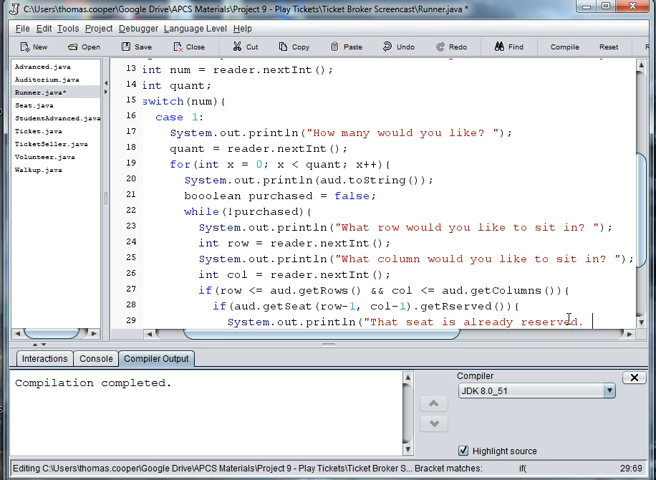 C:\Users\thomas.cooper\Google Drive\APCS Materials\Project 9 - Play Tickets\Ticket Broker Screencast\Runner.java *
File Edit Tools Project Debugger Language Level Help
New Open Save Close Cut Copy Paste Undo Redo Find Compile Reset
Advanced.java
Auditorium.java
Runner.java*
Seat.java
StudentAdvanced.java
Ticket.java
TicketSeller.java
Volunteer.java
Walkup.java
13 int num = reader.nextInt();
14 int quant;
15 switch(num){
16 case 1:
17 System.out.println("How many would you like? ");
18 quant = reader.nextInt();
19 for(int x = 0; x < quant; x++){
20 System.out.println(aud.toString());
21 booolean purchased = false;
22 while(!purchased){
23 System.out.println("What row would you like to sit in? ");
24 int row = reader.nextInt();
25 System.out.println("What column would you like to sit in? ");
26 int col = reader.nextInt();
27 if(row <= aud.getRows() && col <= aud.getColumns()){
28 if(aud.getSeat(row-1, col-1).getRserved()){
29 System.out.println("That seat is already reserved.
Interactions Console Compiler Output
Compilation completed.
Compiler
JDK 8.0_51
Highlight source
Editing C:\Users\thomas.cooper\Google Drive\APCS Materials\Project 9 - Play Tickets\Ticket Broker S... Bracket matches: if( 29:69